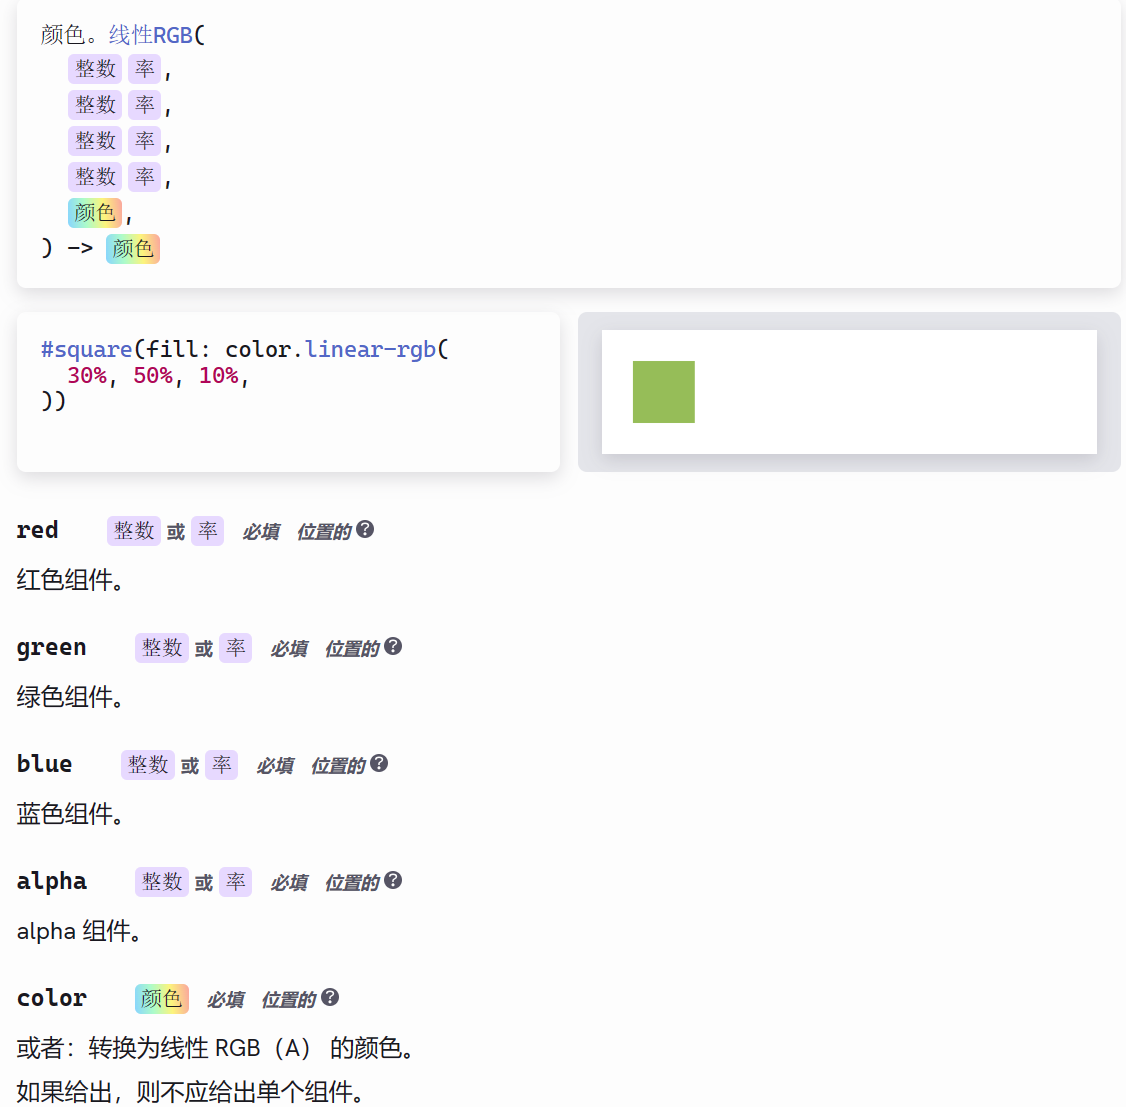 颜色。线性RGB(
整数 率,
整数 率,
整数 率,
整数 率,
颜色,
) -> 颜色
#square(fill: color.linear-rgb(
30%, 50%, 10%,
))
red 整数 或 率 必填 位置的 ?
红色组件。
green 整数 或 率 必填 位置的 ?
绿色组件。
blue 整数 或 率 必填 位置的 ?
蓝色组件。
alpha 整数 或 率 必填 位置的 ?
alpha 组件。
color 颜色 必填 位置的 ?
或者：转换为线性 RGB（A） 的颜色。
如果给出，则不应给出单个组件。